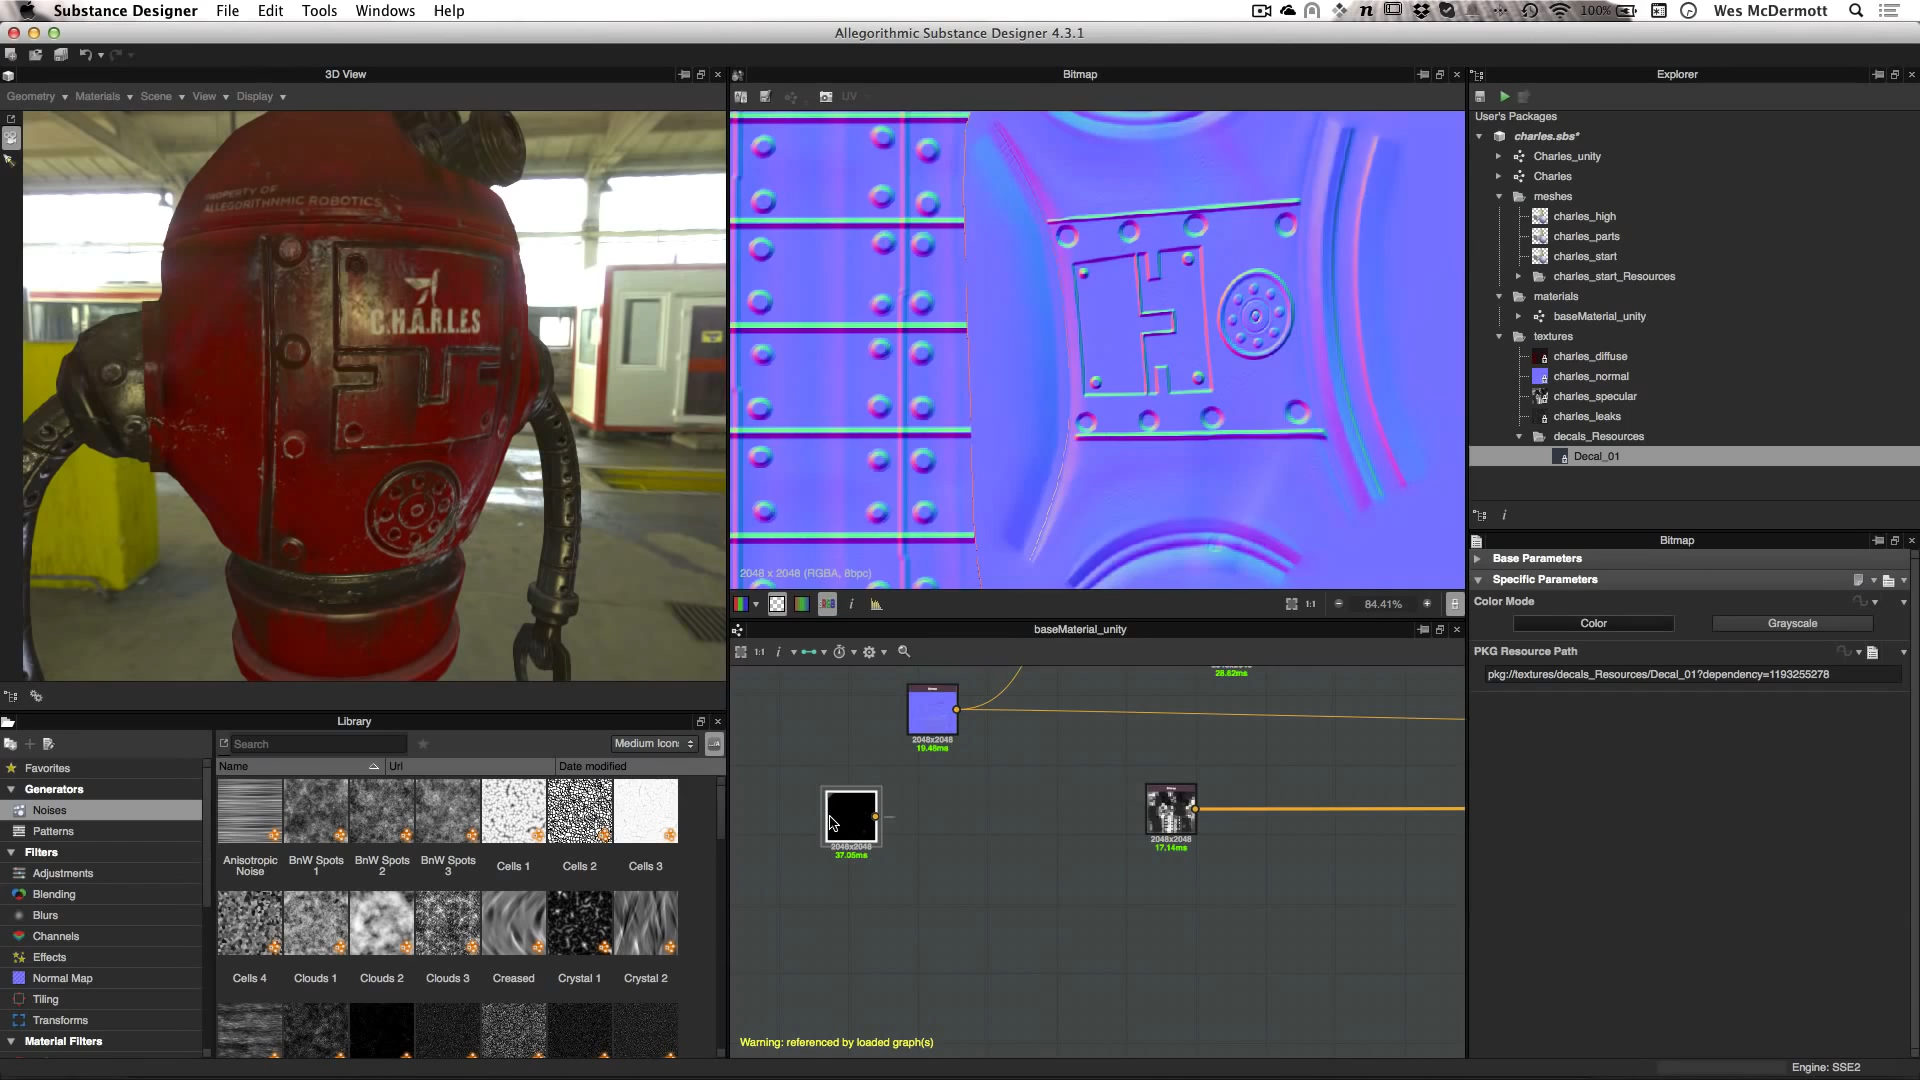 Substance Designer File Edit Tools Windows Help
100% Wes McDermott
Allegorithmic Substance Designer 4.3.1
3D View
Geometry Materials Scene View Display
PROPERTY OF
ALLEGORITHNMIC ROBOTICS
C.H.A.R.L.E.S
Library
Search
Medium Icon:
Name Url Date modified
Favorites
Generators
Noises
Patterns
Filters
Adjustments
Blending
Blurs
Channels
Effects
Normal Map
Tiling
Transforms
Material Filters
Anisotropic Noise
BnW Spots 1
BnW Spots 2
BnW Spots 3
Cells 1
Cells 2
Cells 3
Cells 4
Clouds 1
Clouds 2
Clouds 3
Creased
Crystal 1
Crystal 2
Bitmap
UV
2048 x 2048 (RGBA, 8bpc)
1:1 84.41%
baseMaterial_unity
1:1
28.62ms
2048x2048
19.48ms
2048x2048
37.05ms
2048x2048
17.14ms
Warning: referenced by loaded graph(s)
Explorer
User's Packages
charles.sbs*
Charles_unity
Charles
meshes
charles_high
charles_parts
charles_start
charles_start_Resources
materials
baseMaterial_unity
textures
charles_diffuse
charles_normal
charles_specular
charles_leaks
decals_Resources
Decal_01
Bitmap
Base Parameters
Specific Parameters
Color Mode
Color Grayscale
PKG Resource Path
pkg://textures/decals_Resources/Decal_01?dependency=1193255278
Engine: SSE2